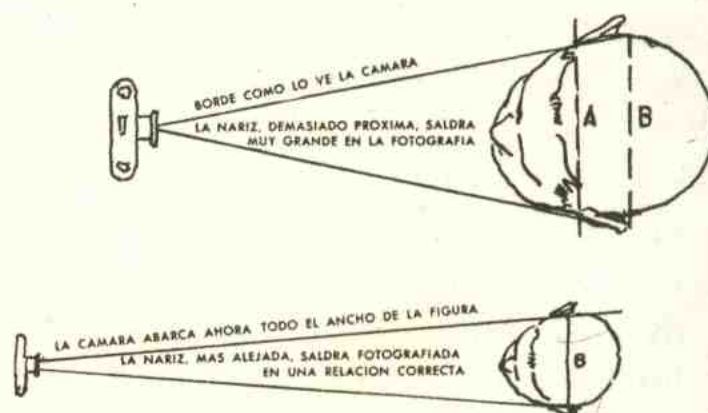 BORDE COMO LO VE LA CAMARA
LA NARIZ, DEMASIADO PROXIMA, SALDRA
MUY GRANDE EN LA FOTOGRAFIA
A B
LA CAMARA ABARCA AHORA TODO EL ANCHO DE LA FIGURA
LA NARIZ, MAS ALEJADA, SALDRA FOTOGRAFIADA
EN UNA RELACION CORRECTA
B